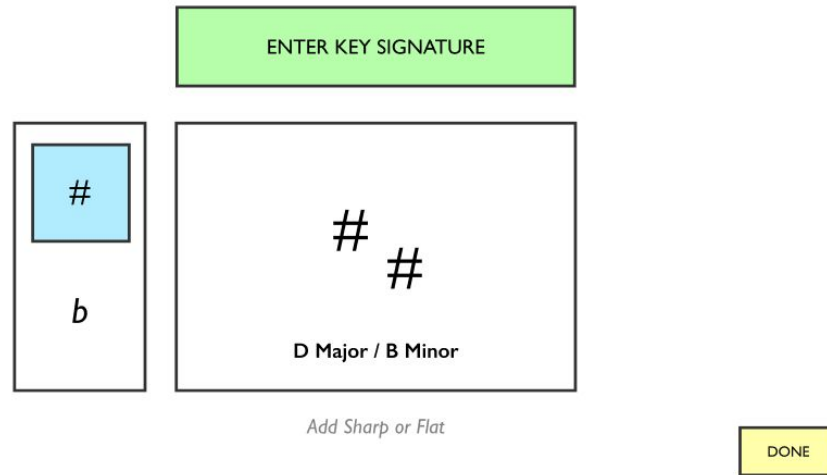 ENTER KEY SIGNATURE
#
b
#
#
D Major / B Minor
Add Sharp or Flat
DONE